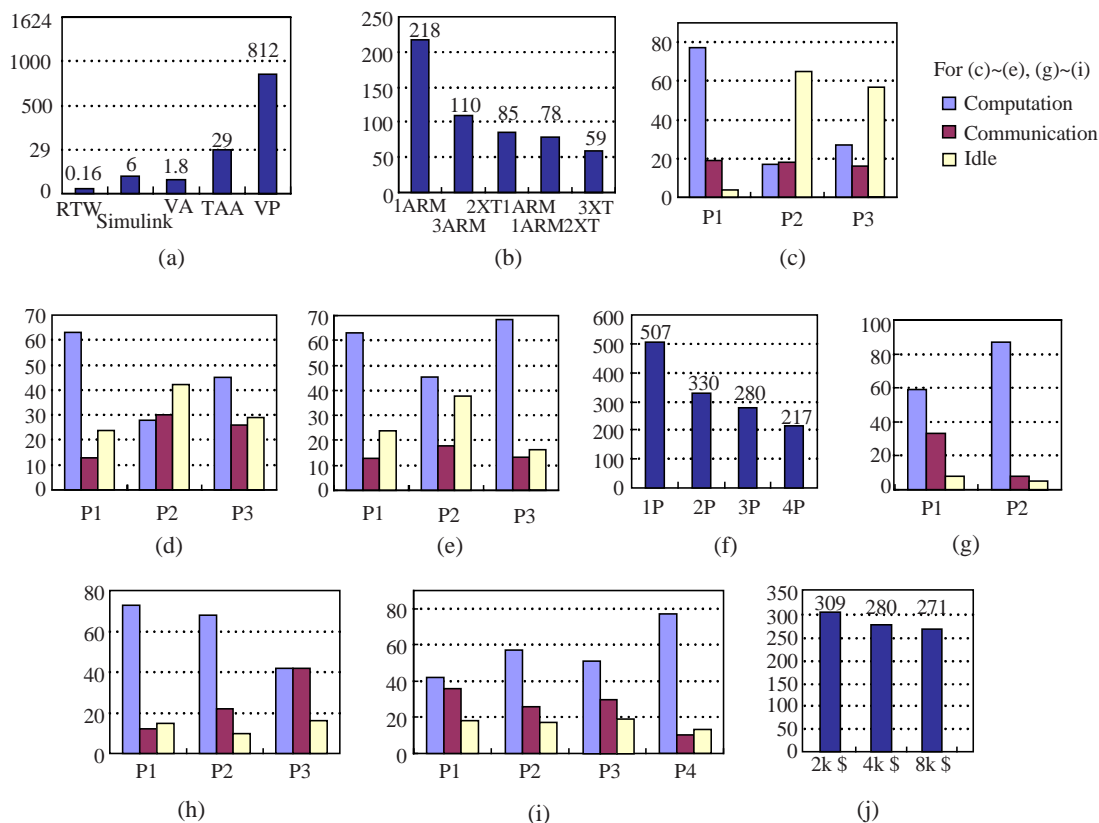 1624
1000
500
29
0
0.16
6
1.8
29
812
RTW
Simulink
VA
TAA
VP
(a)
250
200
150
100
50
0
218
110
85
78
59
1ARM
3ARM
2XT1ARM
1ARM2XT
3XT
(b)
80
60
40
20
0
P1
P2
P3
(c)
For (c)~(e), (g)~(i)
Computation
Communication
Idle
70
60
50
40
30
20
10
0
P1
P2
P3
(d)
70
60
50
40
30
20
10
0
P1
P2
P3
(e)
600
500
400
300
200
100
0
507
330
280
217
1P
2P
3P
4P
(f)
100
80
60
40
20
0
P1
P2
(g)
80
60
40
20
0
P1
P2
P3
(h)
80
60
40
20
0
P1
P2
P3
P4
(i)
350
300
250
200
150
100
50
0
309
280
271
2k $
4k $
8k $
(j)